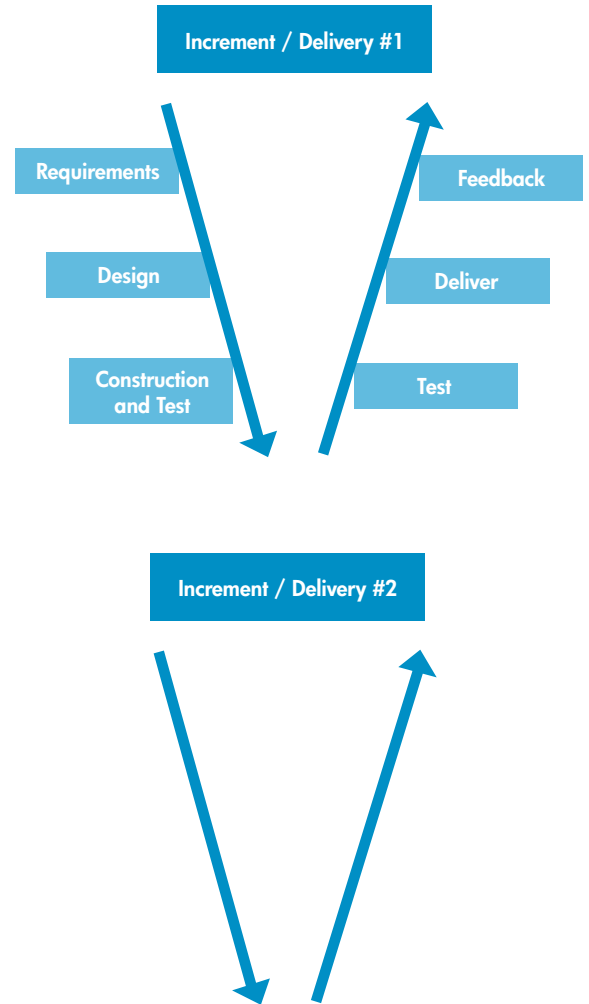 Increment / Delivery #1
Requirements
Feedback
Design
Deliver
Construction
and Test
Test
Increment / Delivery #2